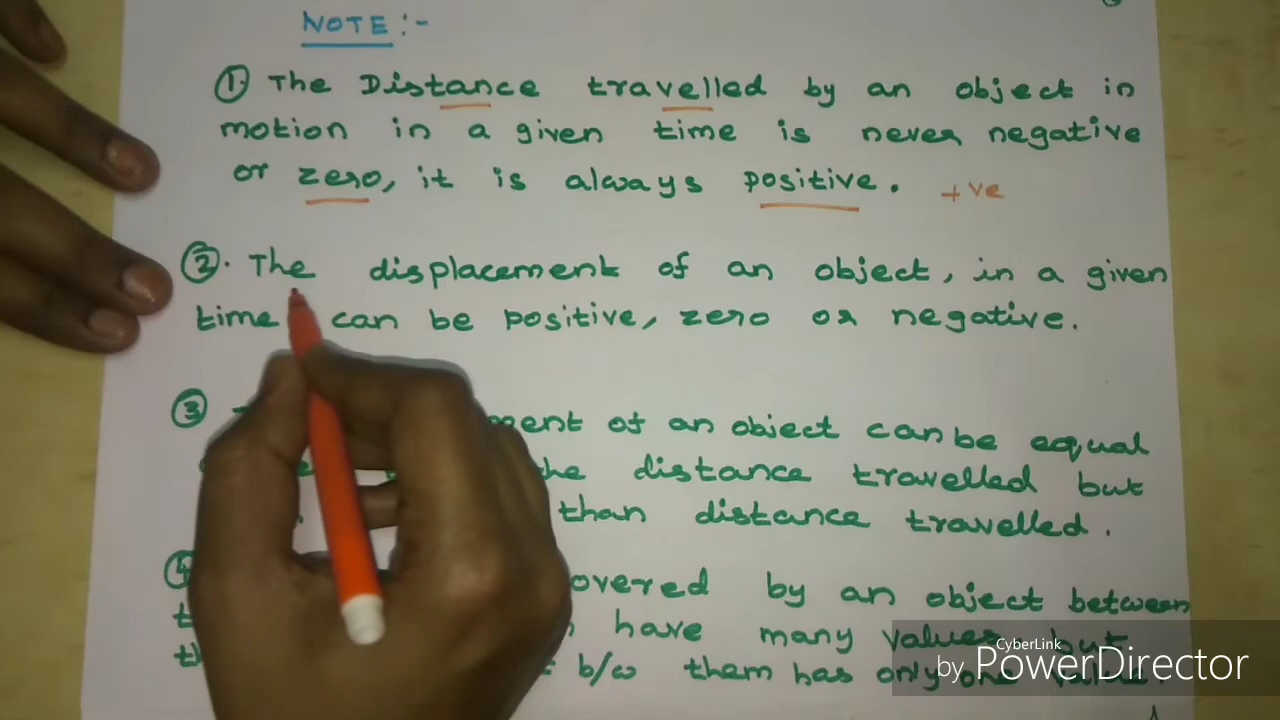 NOTE :-
① The Distance travelled by an object in
motion in a given time is never negative
or zero, it is always positive. +ve
②. The displacement of an object, in a given
time can be positive, zero or negative.
③ of an object can be equal
the distance travelled but
than distance travelled.
④ by an object between
have many values but
b/w them has only one value.
CyberLink
by PowerDirector